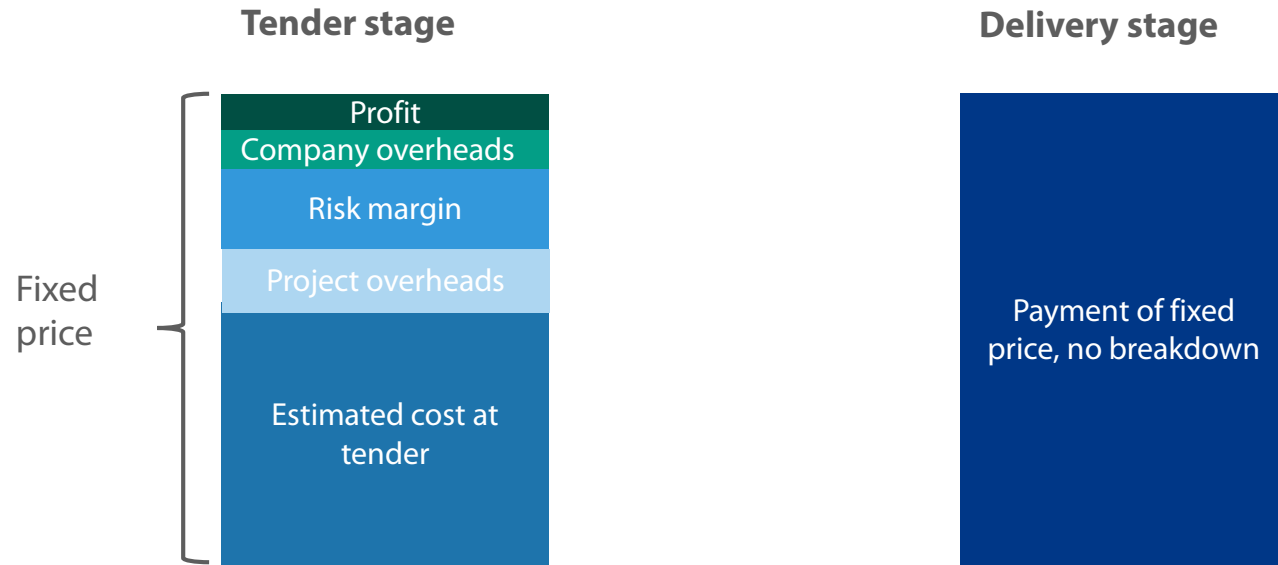 Tender stage
Delivery stage
Fixed
price
Profit
Company overheads
Risk margin
Project overheads
Estimated cost at
tender
Payment of fixed
price, no breakdown